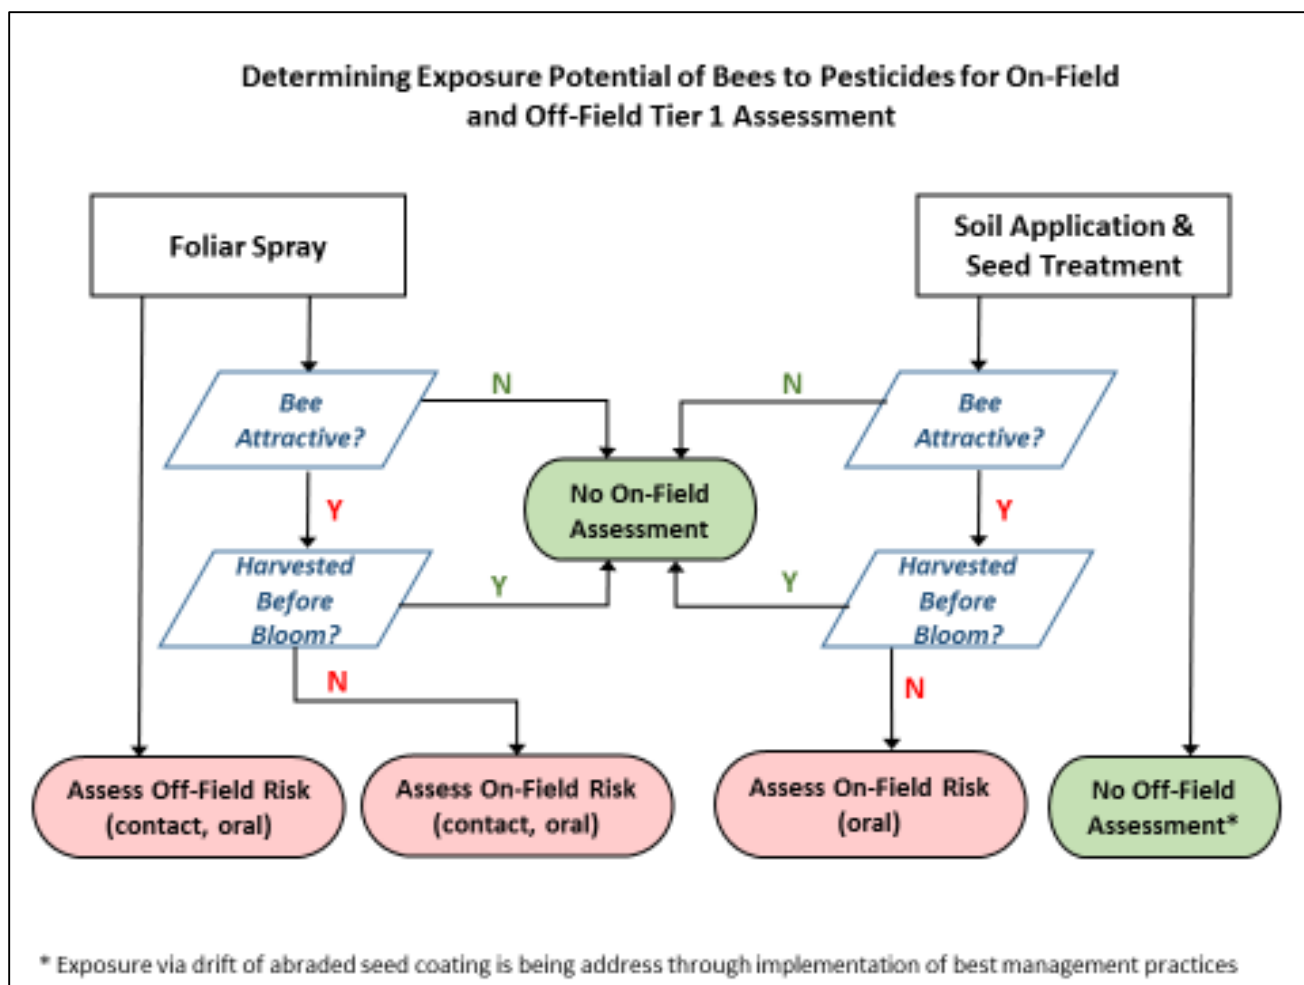 Determining Exposure Potential of Bees to Pesticides for On-Field
and Off-Field Tier 1 Assessment
Foliar Spray
Soil Application &
Seed Treatment
Bee
Attractive?
N
N
Bee
Attractive?
No On-Field
Assessment
Y
Y
Harvested
Before
Bloom?
Y
Y
Harvested
Before
Bloom?
N
N
Assess Off-Field Risk
(contact, oral)
Assess On-Field Risk
(contact, oral)
Assess On-Field Risk
(oral)
No Off-Field
Assessment*
* Exposure via drift of abraded seed coating is being address through implementation of best management practices